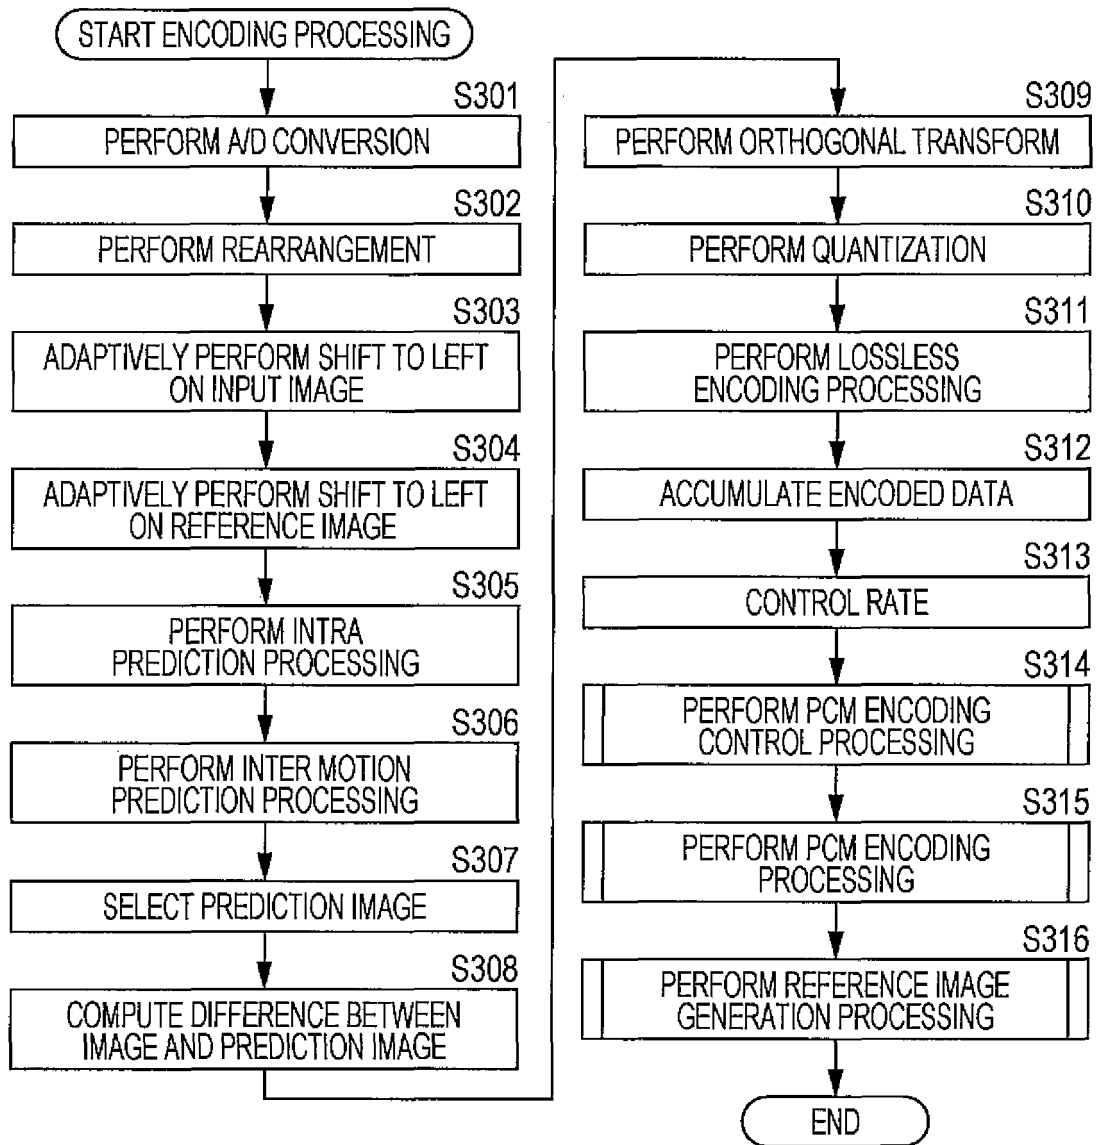 START ENCODING PROCESSING
S301
PERFORM A/D CONVERSION
S302
PERFORM REARRANGEMENT
S303
ADAPTIVELY PERFORM SHIFT TO LEFT
ON INPUT IMAGE
S304
ADAPTIVELY PERFORM SHIFT TO LEFT
ON REFERENCE IMAGE
S305
PERFORM INTRA
PREDICTION PROCESSING
S306
PERFORM INTER MOTION
PREDICTION PROCESSING
S307
SELECT PREDICTION IMAGE
S308
COMPUTE DIFFERENCE BETWEEN
IMAGE AND PREDICTION IMAGE
S309
PERFORM ORTHOGONAL TRANSFORM
S310
PERFORM QUANTIZATION
S311
PERFORM LOSSLESS
ENCODING PROCESSING
S312
ACCUMULATE ENCODED DATA
S313
CONTROL RATE
S314
PERFORM PCM ENCODING
CONTROL PROCESSING
S315
PERFORM PCM ENCODING
PROCESSING
S316
PERFORM REFERENCE IMAGE
GENERATION PROCESSING
END